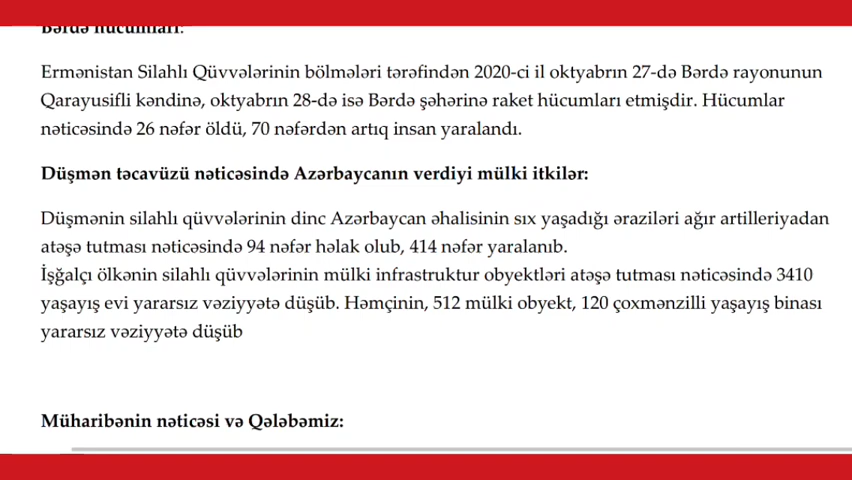 Bərdə hücumları:
Ermənistan Silahlı Qüvvələrinin bölmələri tərəfindən 2020-ci il oktyabrın 27-də Bərdə rayonunun
Qarayusifli kəndinə, oktyabrın 28-də isə Bərdə şəhərinə raket hücumları etmişdir. Hücumlar
nəticəsində 26 nəfər öldü, 70 nəfərdən artıq insan yaralandı.
Düşmən təcavüzü nəticəsində Azərbaycanın verdiyi mülki itkilər:
Düşmənin silahlı qüvvələrinin dinc Azərbaycan əhalisinin sıx yaşadığı əraziləri ağır artilleriyadan
atəşə tutması nəticəsində 94 nəfər həlak olub, 414 nəfər yaralanıb.
İşğalçı ölkənin silahlı qüvvələrinin mülki infrastruktur obyektləri atəşə tutması nəticəsində 3410
yaşayış evi yararsız vəziyyətə düşüb. Həmçinin, 512 mülki obyekt, 120 çoxmənzilli yaşayış binası
yararsız vəziyyətə düşüb
Müharibənin nəticəsi və Qələbəmiz: